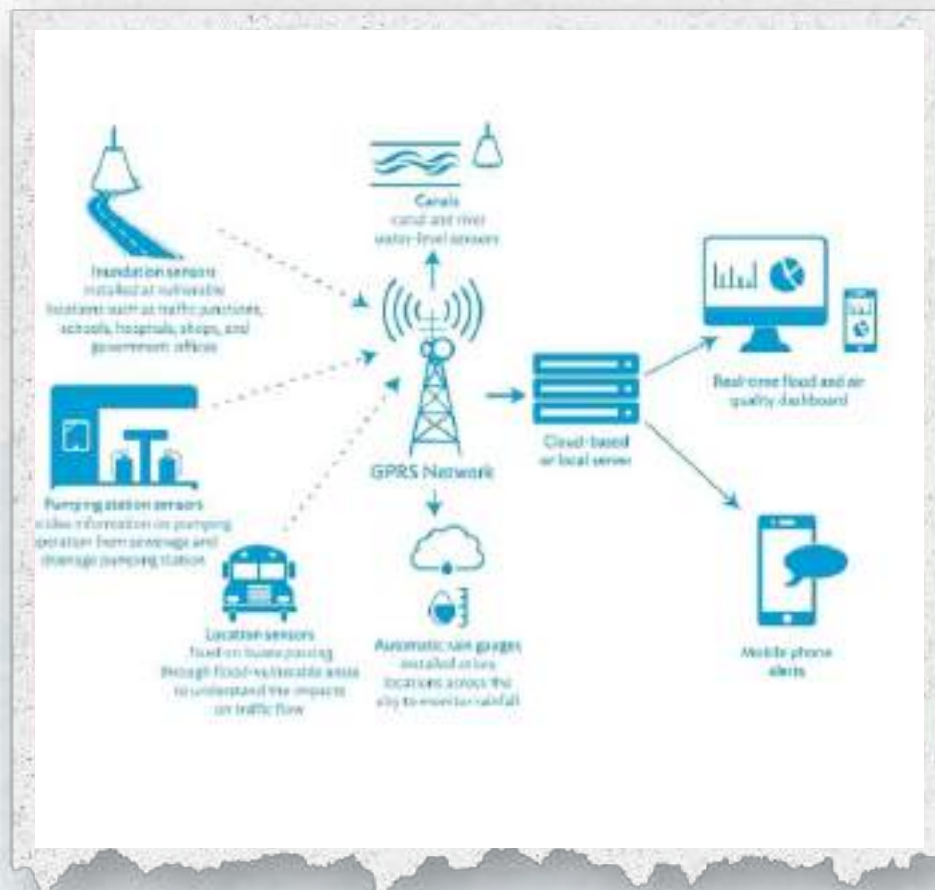 Canals
canal and river
water-level sensors
Inundation sensors
installed at vulnerable
locations such as traffic junctions,
schools, hospitals, shops, and
government offices
Real-time flood and air
quality dashboard
Cloud-based
or local server
GPRS Network
Pumping station sensors
video information on pumping
operation from sewerage and
drainage pumping station
Location sensors
fixed on buses passing
through flood-vulnerable areas
to understand the impacts
on traffic flow
Automatic rain gauges
installed at key
locations across the
city to monitor rainfall
Mobile phone
alerts